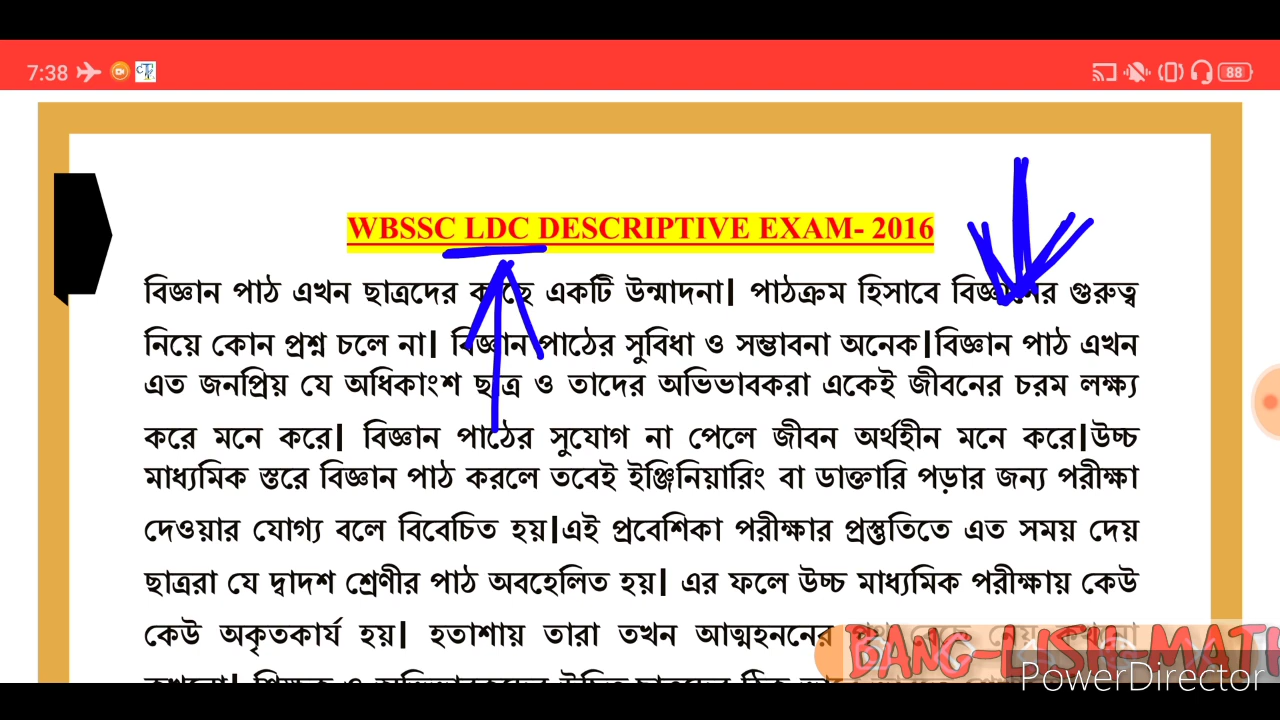 7:38
88
WBSSC LDC DESCRIPTIVE EXAM- 2016
বিজ্ঞান পাঠ এখন ছাত্রদের কাছে একটি উন্মাদনা। পাঠক্রম হিসাবে বিজ্ঞানের গুরুত্ব
নিয়ে কোন প্রশ্ন চলে না। বিজ্ঞান পাঠের সুবিধা ও সম্ভাবনা অনেক।বিজ্ঞান পাঠ এখন
এত জনপ্রিয় যে অধিকাংশ ছাত্র ও তাদের অভিভাবকরা একেই জীবনের চরম লক্ষ্য
করে মনে করে। বিজ্ঞান পাঠের সুযোগ না পেলে জীবন অর্থহীন মনে করে।উচ্চ
মাধ্যমিক স্তরে বিজ্ঞান পাঠ করলে তবেই ইঞ্জিনিয়ারিং বা ডাক্তারি পড়ার জন্য পরীক্ষা
দেওয়ার যোগ্য বলে বিবেচিত হয়।এই প্রবেশিকা পরীক্ষার প্রস্তুতিতে এত সময় দেয়
ছাত্ররা যে দ্বাদশ শ্রেণীর পাঠ অবহেলিত হয়। এর ফলে উচ্চ মাধ্যমিক পরীক্ষায় কেউ
কেউ অকৃতকার্য হয়। হতাশায় তারা তখন আত্মহননের
BANG-LISH-MATH
PowerDirector